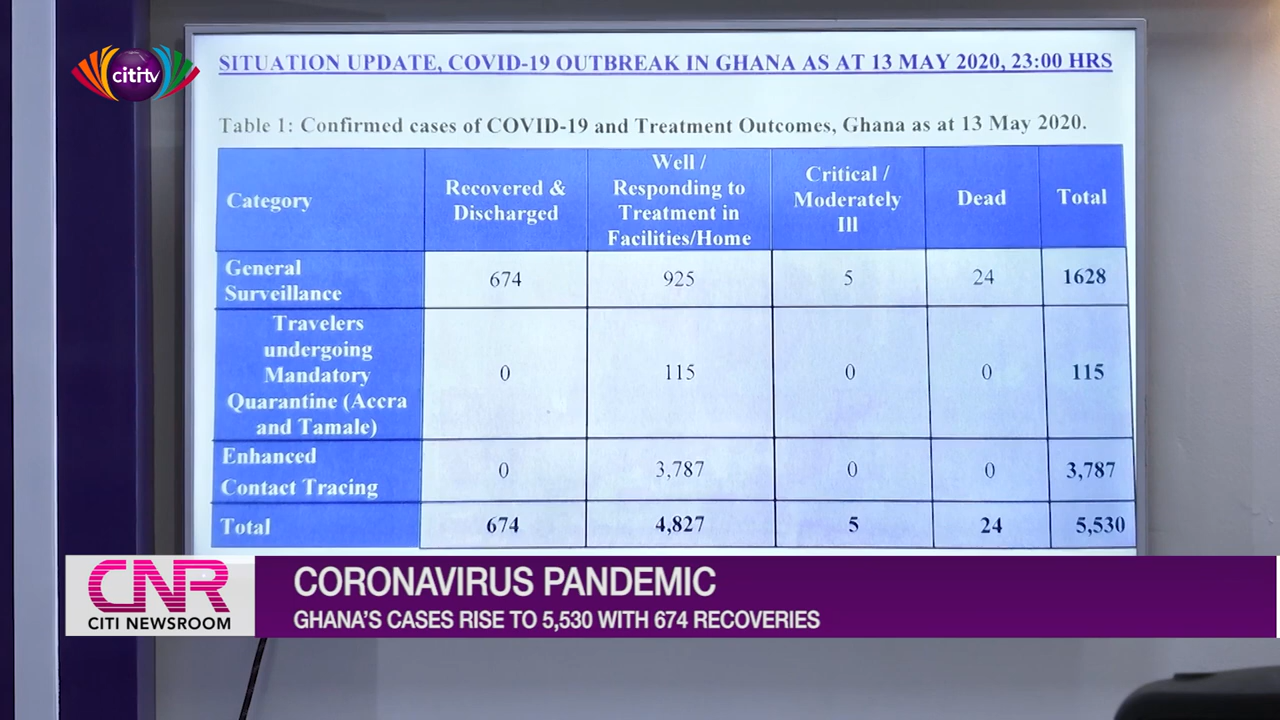 citi tv
SITUATION UPDATE, COVID-19 OUTBREAK IN GHANA AS AT 13 MAY 2020, 23:00 HRS
Table 1: Confirmed cases of COVID-19 and Treatment Outcomes, Ghana as at 13 May 2020.
Category
Recovered &
Discharged
Well /
Responding to
Treatment in
Facilities/Home
Critical /
Moderately
Ill
Dead
Total
General
Surveillance
674
925
5
24
1628
Travelers
undergoing
Mandatory
Quarantine (Accra
and Tamale)
0
115
0
0
115
Enhanced
Contact Tracing
0
3,787
0
0
3,787
Total
674
4,827
5
24
5,530
CNR
CITI NEWSROOM
CORONAVIRUS PANDEMIC
GHANA'S CASES RISE TO 5,530 WITH 674 RECOVERIES